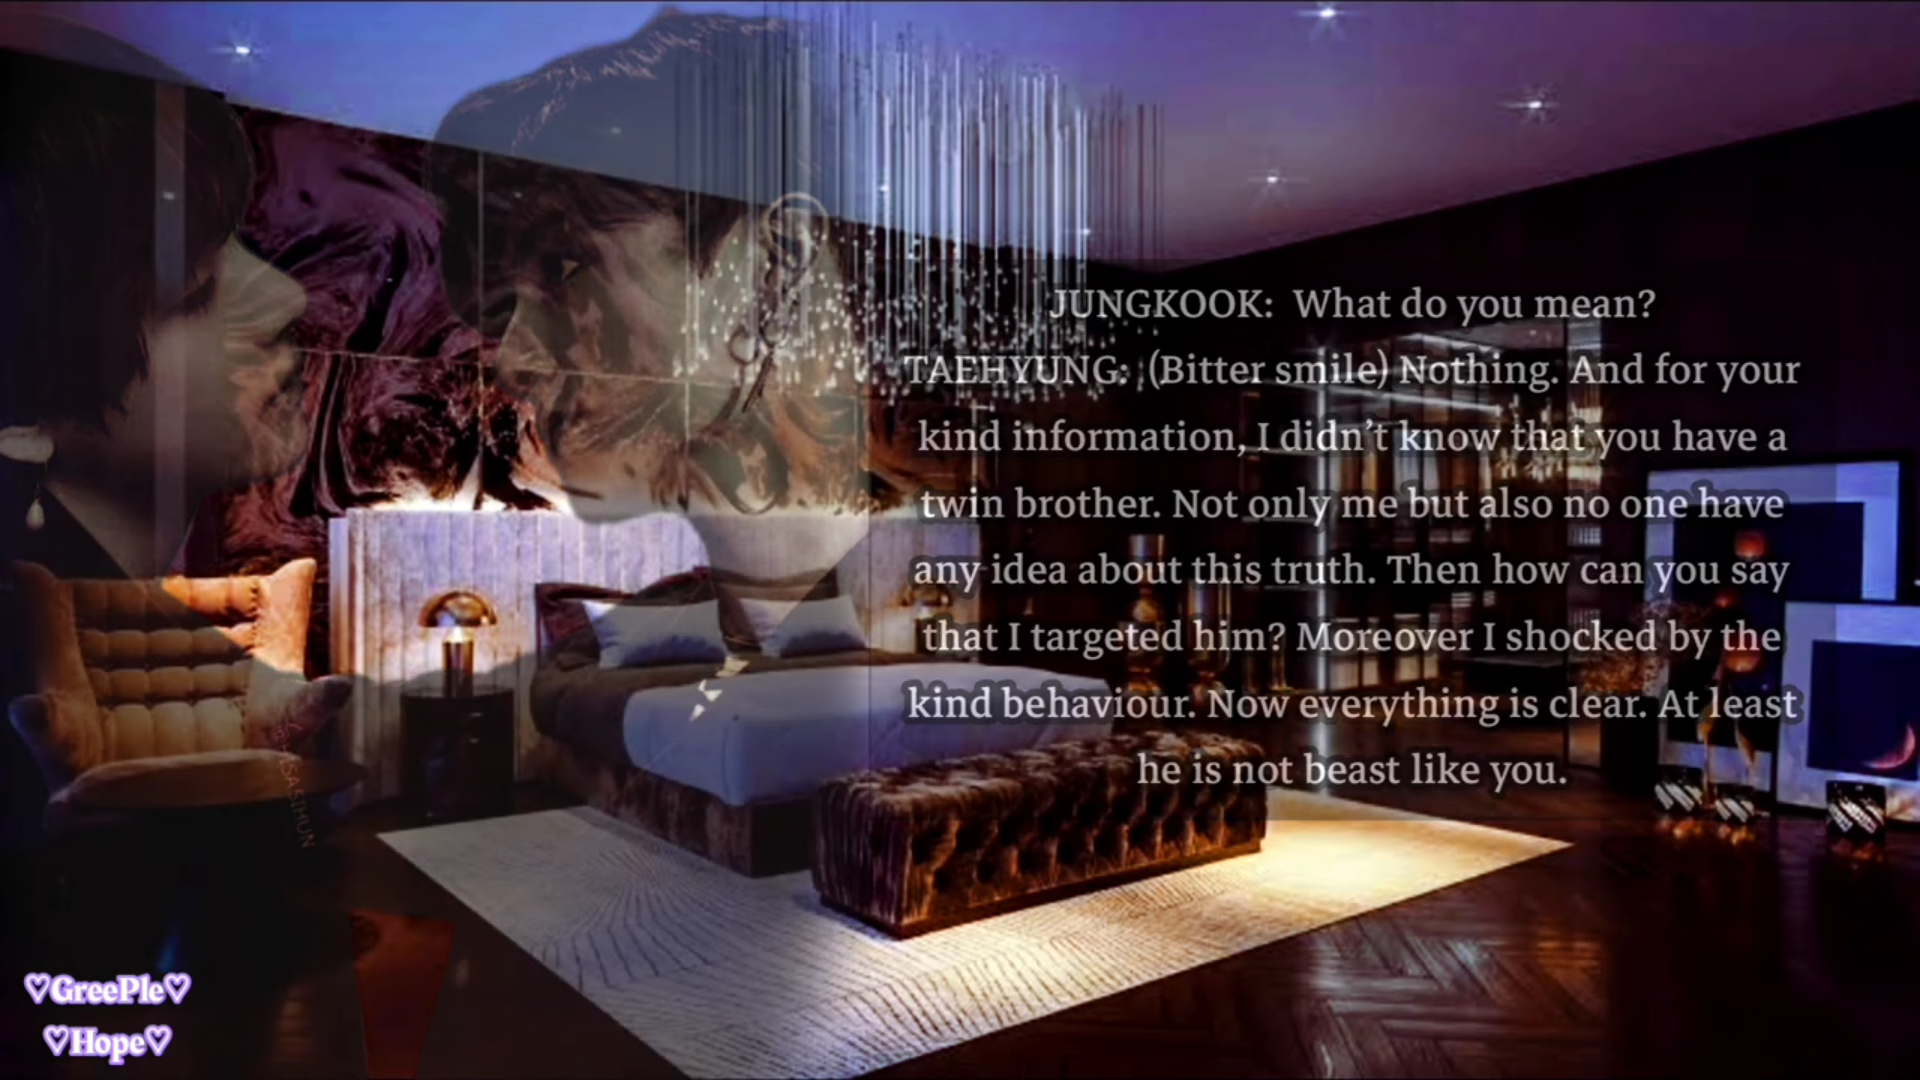 JUNGKOOK: What do you mean?
TAEHYUNG: (Bitter smile) Nothing. And for your
kind information, I didn’t know that you have a
twin brother. Not only me but also no one have
any idea about this truth. Then how can you say
that I targeted him? Moreover I shocked by the
kind behaviour. Now everything is clear. At least
he is not beast like you.
♡GreePle♡
♡Hope♡